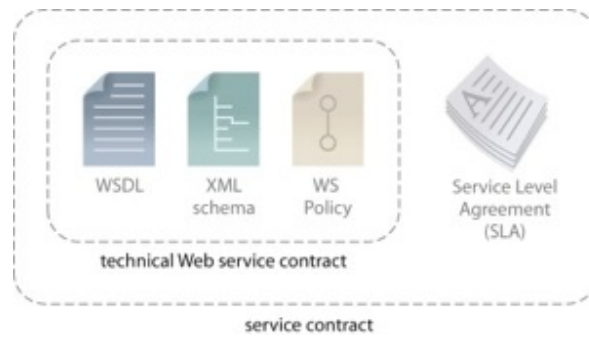 WSDL
XML
schema
WS
Policy
Service Level
Agreement
(SLA)
technical Web service contract
service contract